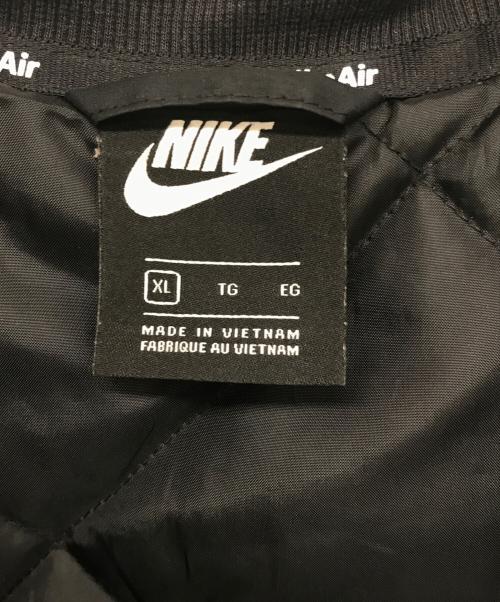 Air
Air
NIKE
XL TG EG
MADE IN VIETNAM
FABRIQUE AU VIETNAM